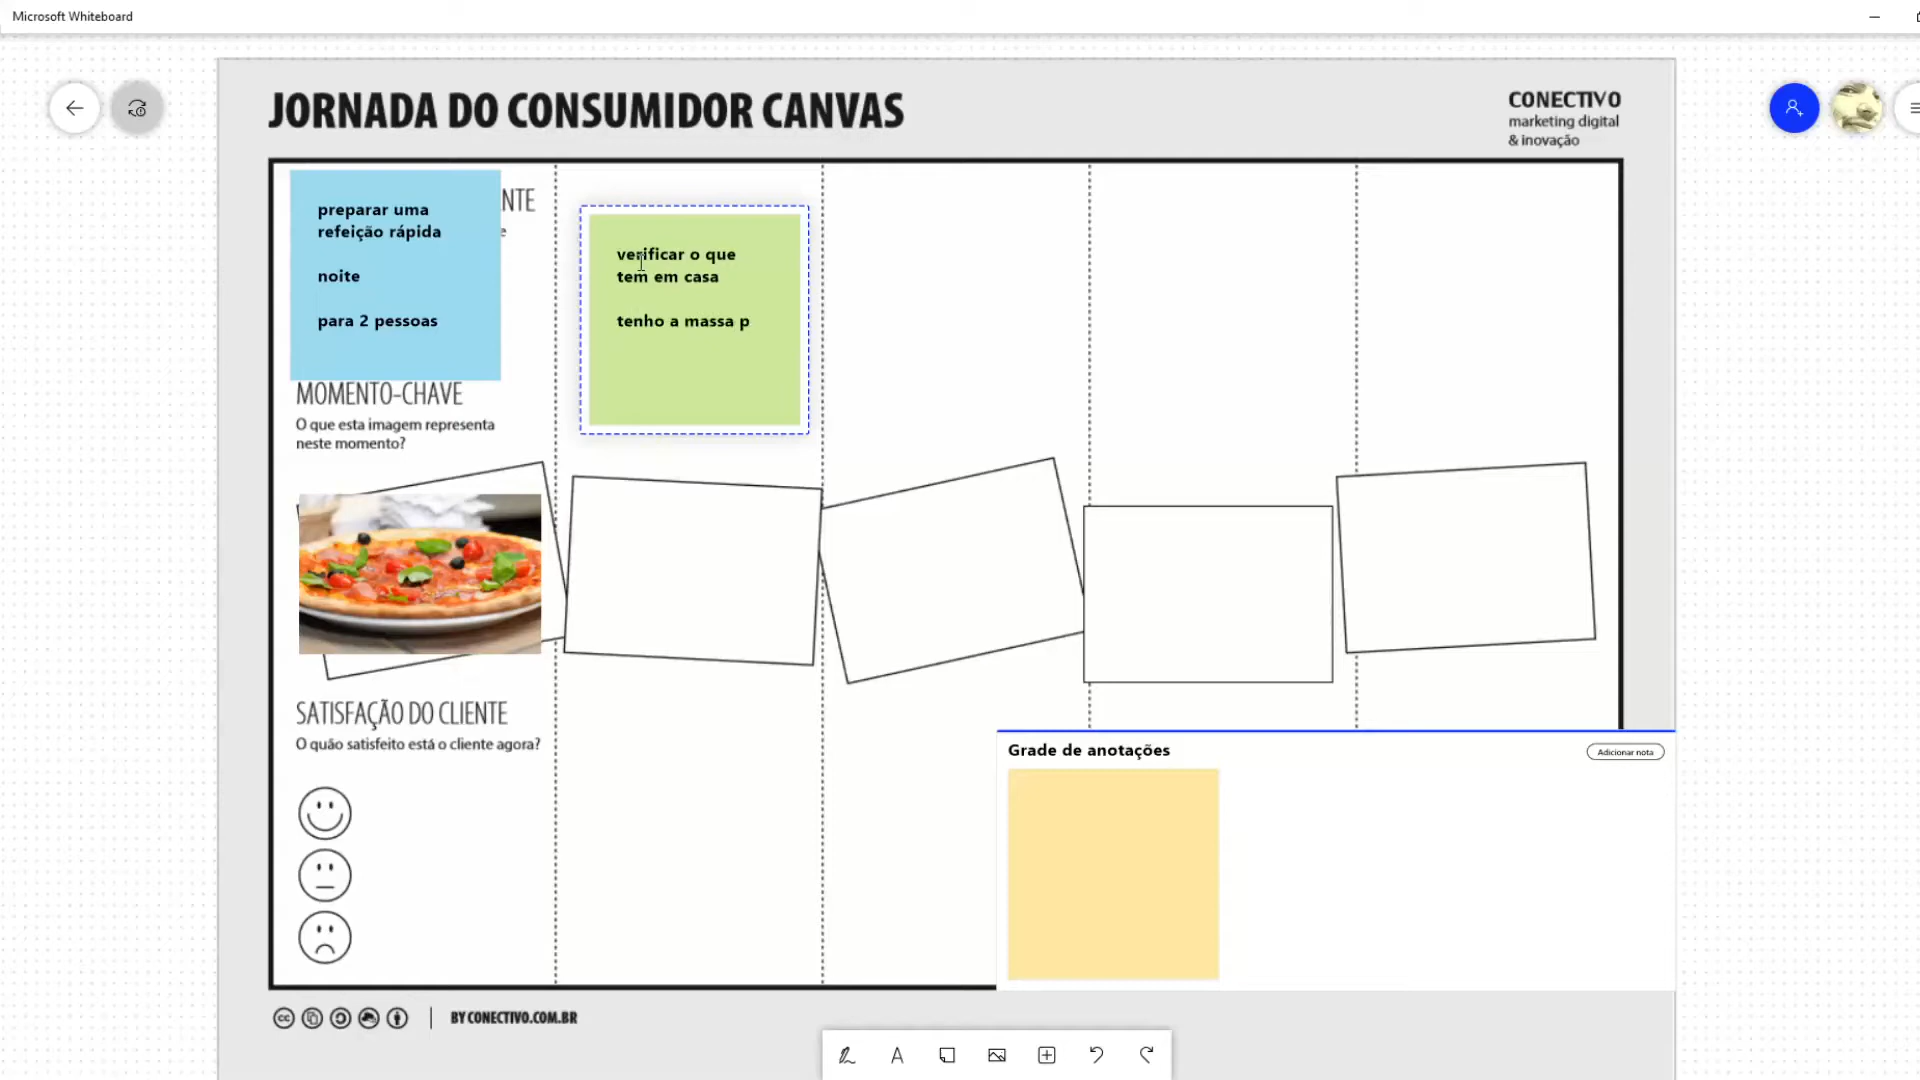 Microsoft Whiteboard
JORNADA DO CONSUMIDOR CANVAS
CONECTIVO
marketing digital
& inovação
preparar uma
refeição rápida
noite
para 2 pessoas
NTE
e
verificar o que
tem em casa
tenho a massa p
MOMENTO-CHAVE
O que esta imagem representa
neste momento?
SATISFAÇÃO DO CLIENTE
O quão satisfeito está o cliente agora?
Grade de anotações
Adicionar nota
cc
BY CONECTIVO.COM.BR